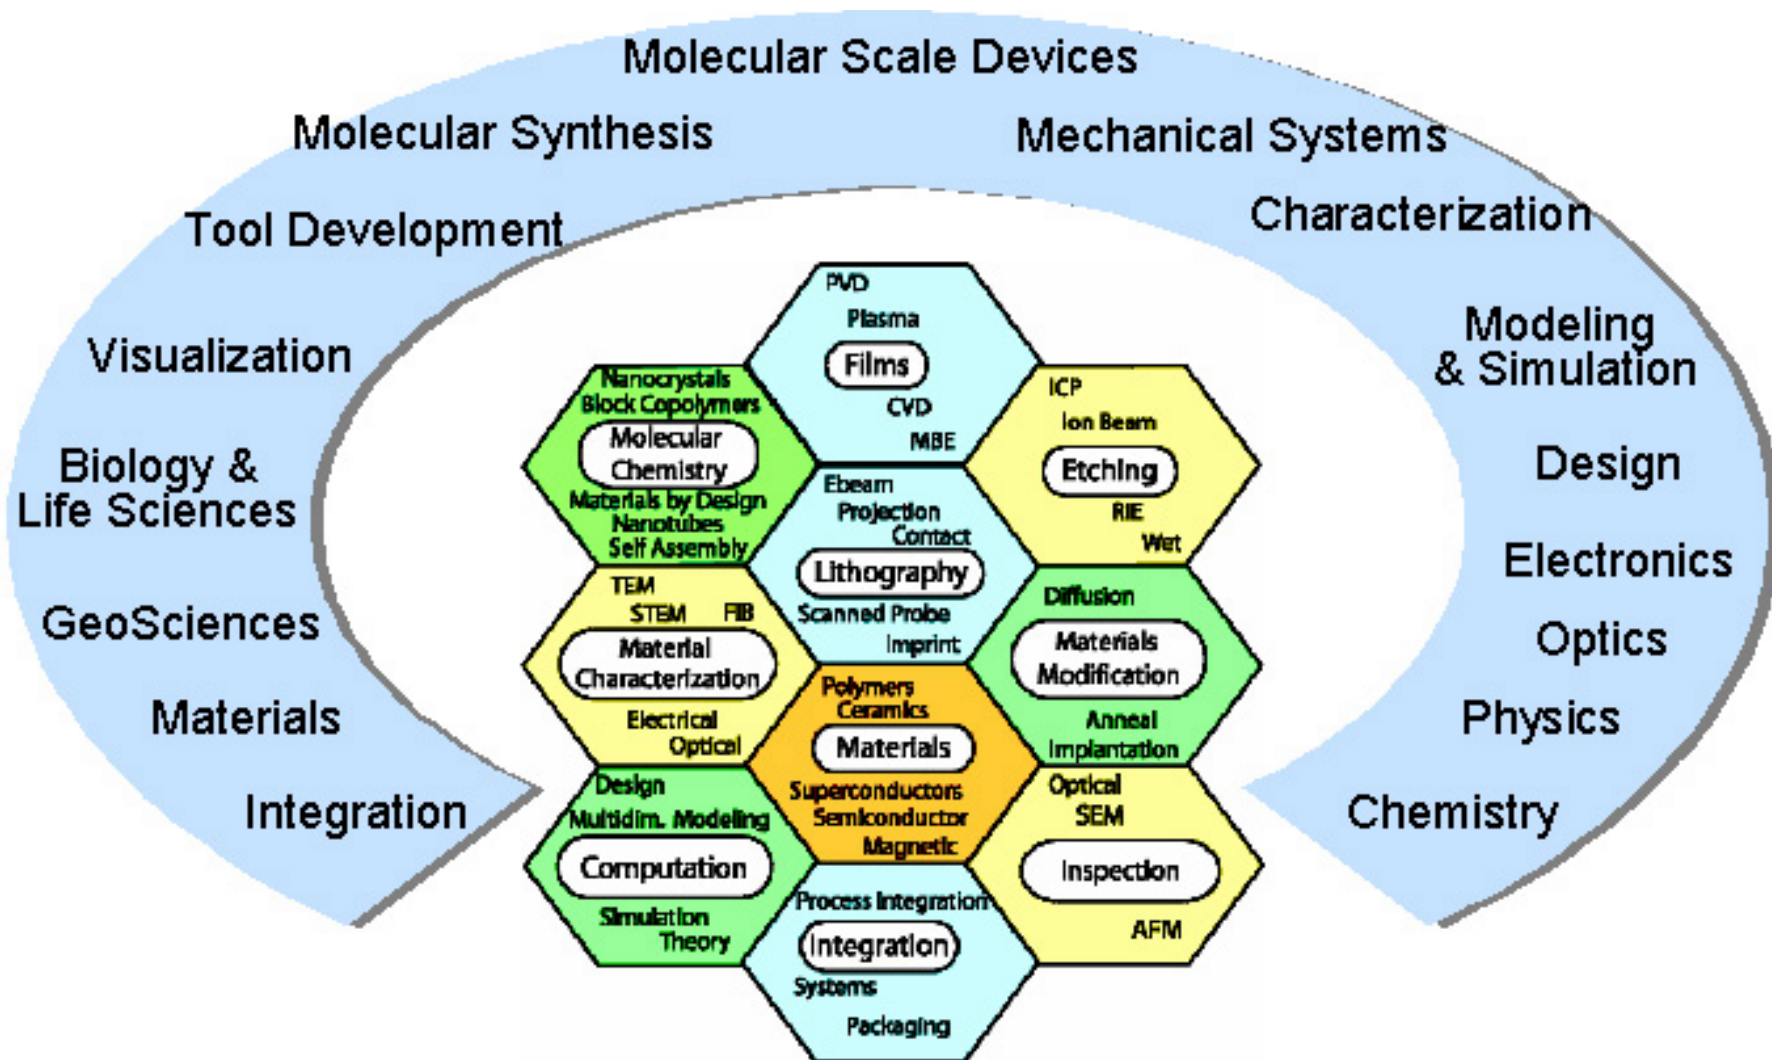 Molecular Scale Devices
Molecular Synthesis
Mechanical Systems
Tool Development
Characterization
Visualization
Modeling
& Simulation
Biology &
Life Sciences
Design
Electronics
GeoSciences
Optics
Materials
Physics
Integration
Chemistry
PVD
Plasma
Films
CVD
MBE
Nanocrystals
Block Copolymers
Molecular
Chemistry
Materials by Design
Nanotubes
Self Assembly
ICP
Ion Beam
Etching
RIE
Wet
Ebeam
Projection
Contact
Lithography
Scanned Probe
Imprint
TEM
STEM FIB
Material
Characterization
Electrical
Optical
Diffusion
Materials
Modification
Anneal
Implantation
Polymers
Ceramics
Materials
Superconductors
Semiconductor
Magnetic
Design
Multidim. Modeling
Computation
Simulation
Theory
Optical
SEM
Inspection
AFM
Process Integration
Integration
Systems
Packaging